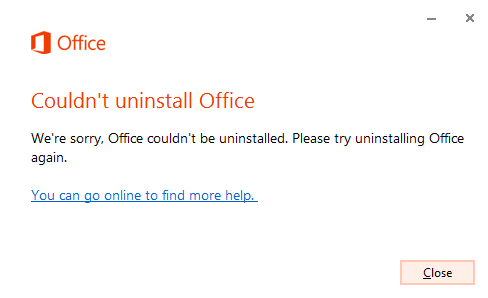 Office
Couldn't uninstall Office
We're sorry, Office couldn't be uninstalled. Please try uninstalling Office
again.
You can go online to find more help.
Close